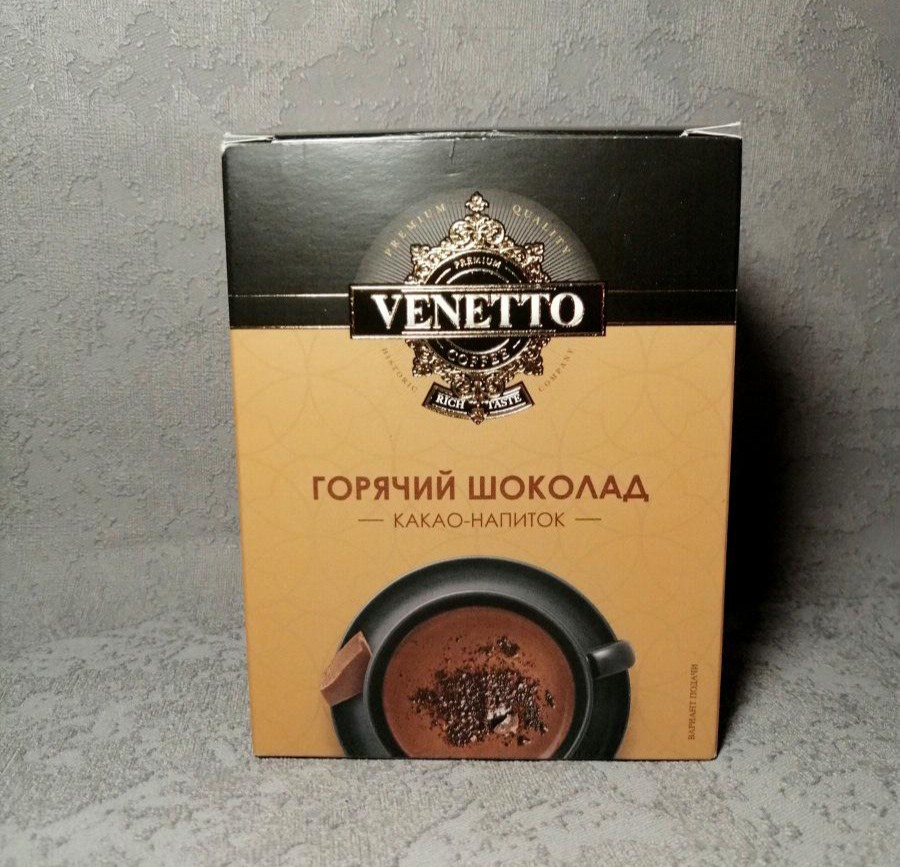 PREMIUM QUALITY
PREMIUM
VENETTO
COFFEE
HISTORIC COMPANY
RICH TASTE
ГОРЯЧИЙ ШОКОЛАД
КАКАО-НАПИТОК
ВАРИАНТ ПОДАЧИ